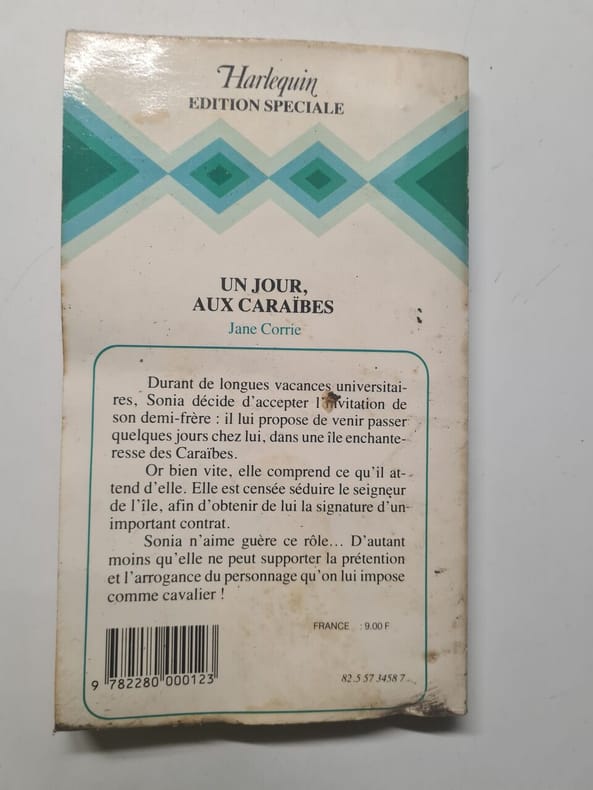 Harlequin
EDITION SPECIALE
UN JOUR,
AUX CARAÏBES
Jane Corrie
Durant de longues vacances universitai-
res, Sonia décide d'accepter l'invitation de
son demi-frère : il lui propose de venir passer
quelques jours chez lui, dans une île enchante-
resse des Caraïbes.
Or bien vite, elle comprend ce qu'il at-
tend d'elle. Elle est censée séduire le seigneur
de l'île, afin d'obtenir de lui la signature d'un
important contrat.
Sonia n'aime guère ce rôle... D'autant
moins qu'elle ne peut supporter la prétention
et l'arrogance du personnage qu'on lui impose
comme cavalier !
FRANCE : 9.00 F
9 782280 000123
82.5 57 3458 7